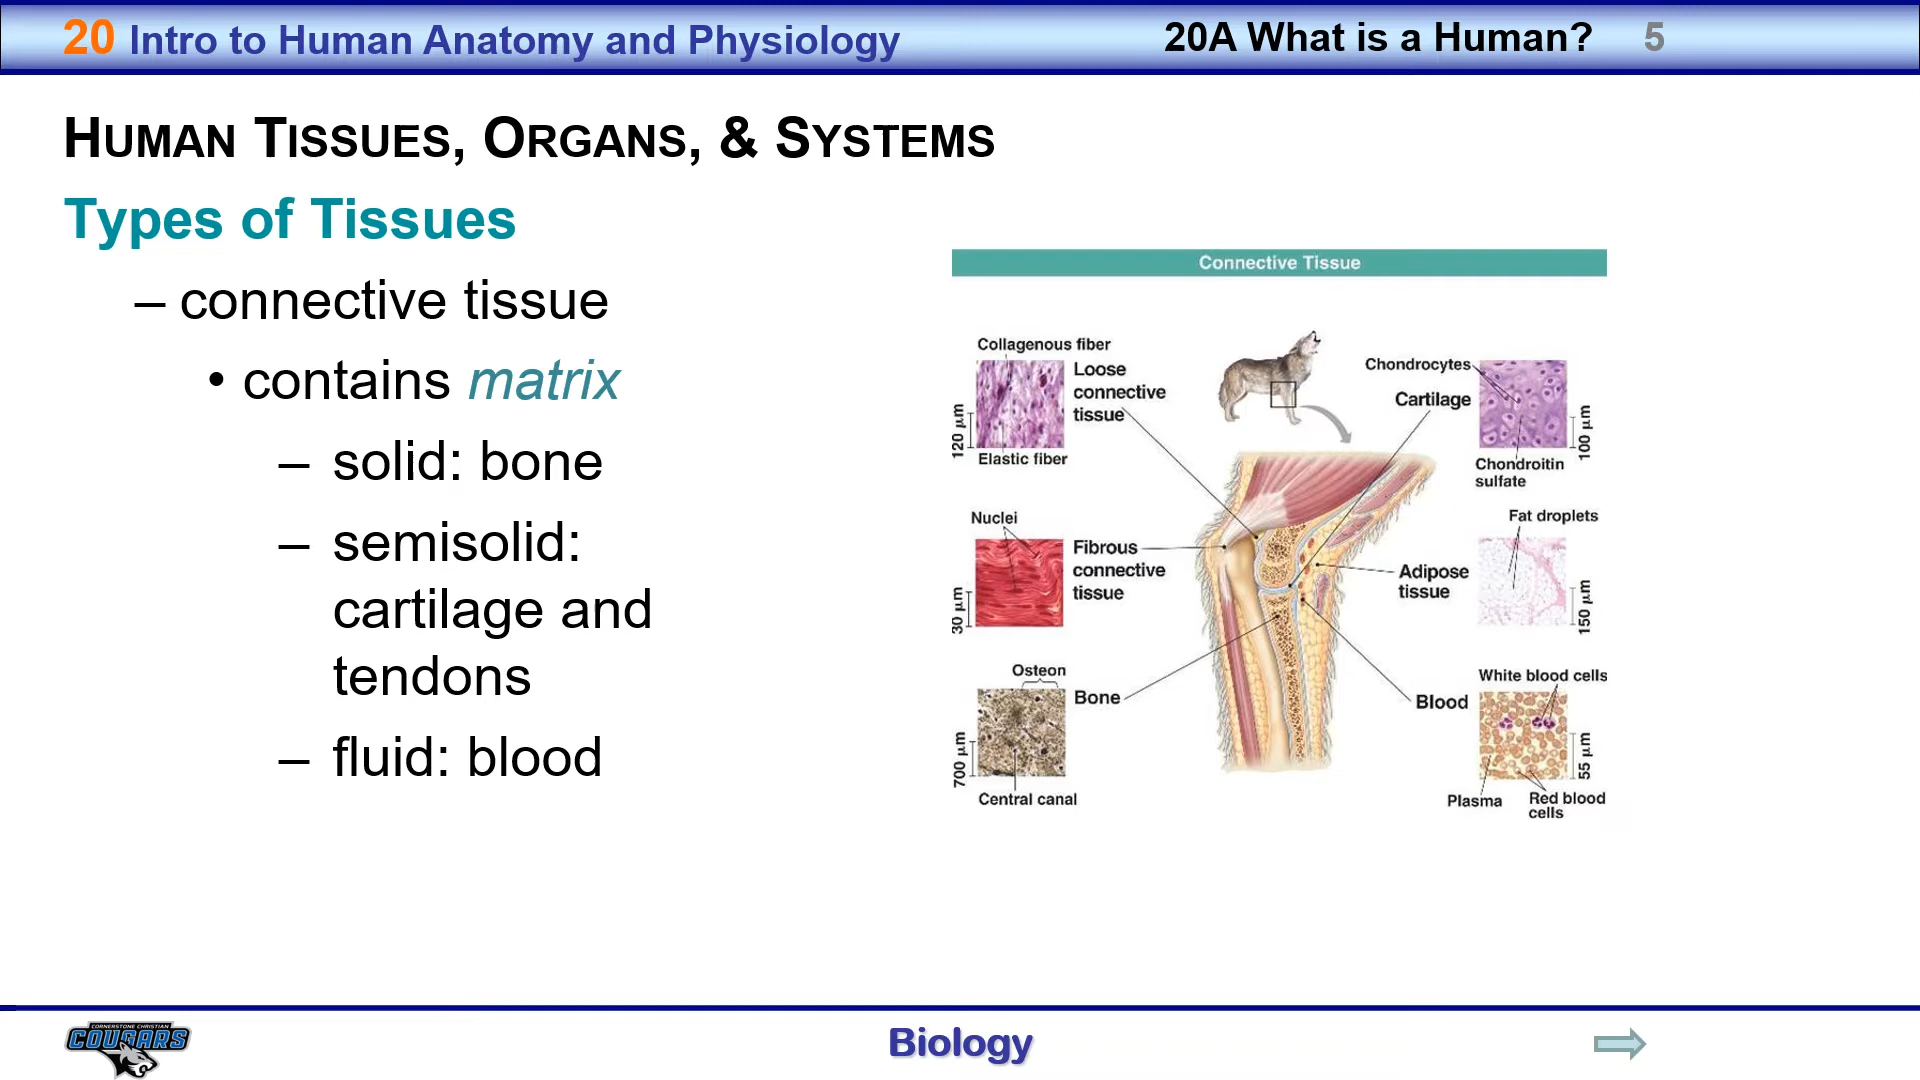 20 Intro to Human Anatomy and Physiology
20A What is a Human? 5
HUMAN TISSUES, ORGANS, & SYSTEMS
Types of Tissues
– connective tissue
• contains matrix
– solid: bone
– semisolid:
cartilage and
tendons
– fluid: blood
Connective Tissue
Collagenous fiber
Loose
connective
tissue
120 µm
Elastic fiber
Nuclei
Fibrous
connective
tissue
30 µm
Osteon
Bone
700 µm
Central canal
Chondrocytes
Cartilage
100 µm
Chondroitin
sulfate
Fat droplets
Adipose
tissue
150 µm
White blood cells
Blood
55 µm
Plasma
Red blood
cells
CORNERSTONE CHRISTIAN
COUGARS
Biology